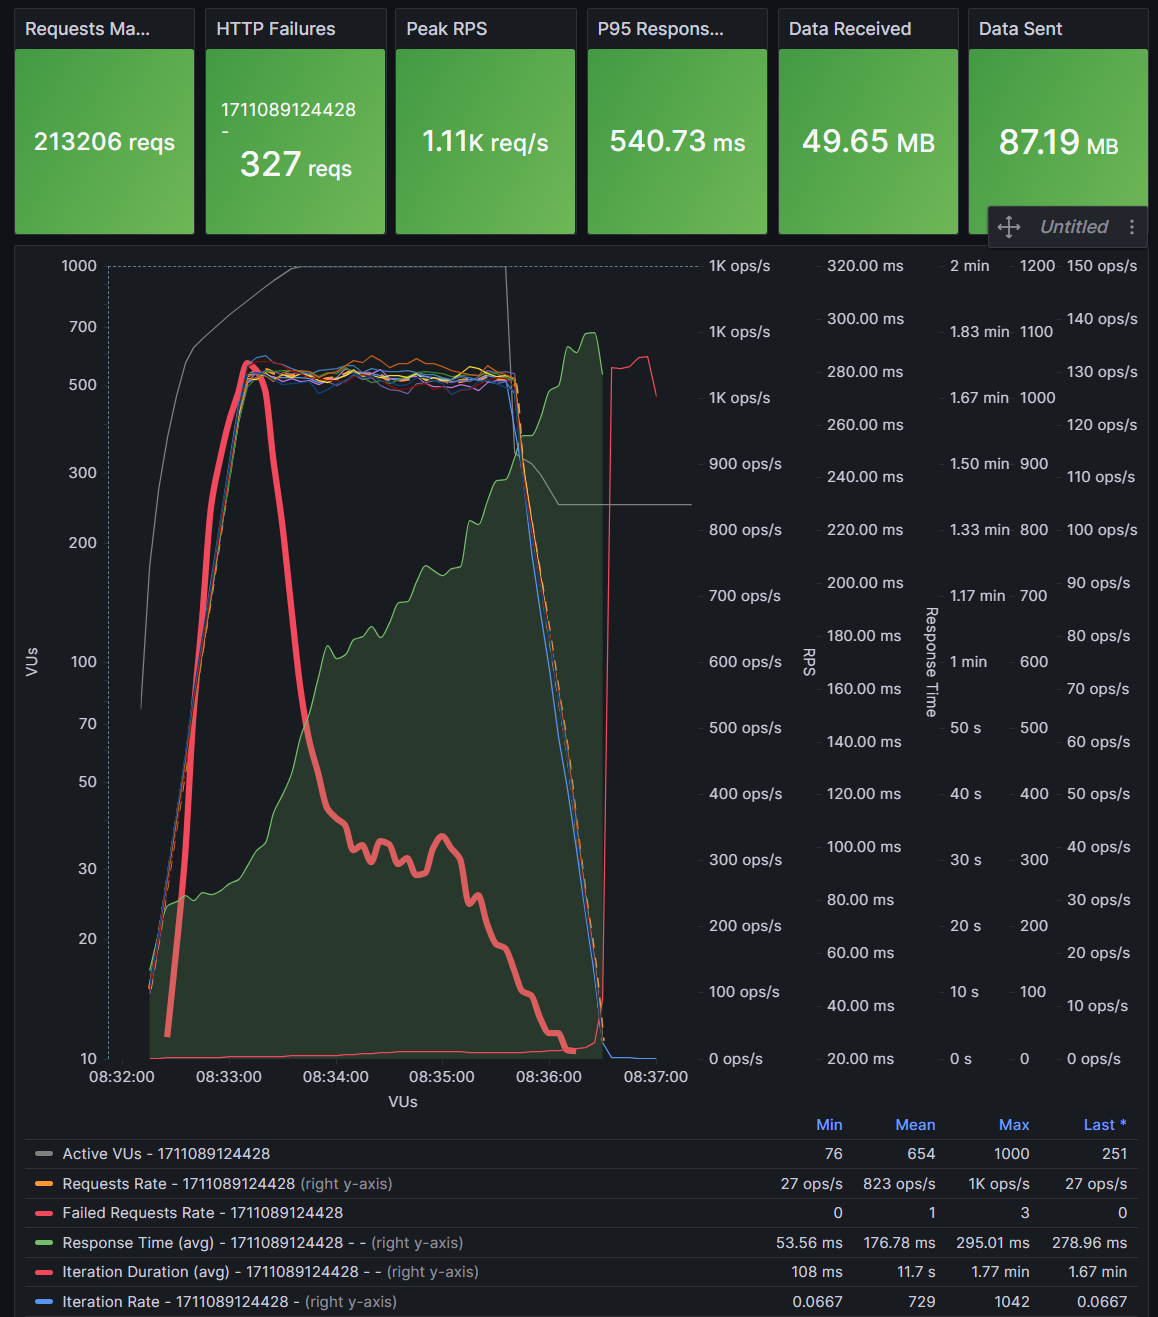 Requests Ma...
HTTP Failures
Peak RPS
P95 Respons...
Data Received
Data Sent
213206 reqs
1711089124428
-
327 reqs
1.11K req/s
540.73 ms
49.65 MB
87.19 MB
Untitled
1000
700
500
300
200
100
70
50
30
20
10
VUs
1K ops/s
1K ops/s
1K ops/s
900 ops/s
800 ops/s
700 ops/s
600 ops/s
500 ops/s
400 ops/s
300 ops/s
200 ops/s
100 ops/s
0 ops/s
RPS
320.00 ms
300.00 ms
280.00 ms
260.00 ms
240.00 ms
220.00 ms
200.00 ms
180.00 ms
160.00 ms
140.00 ms
120.00 ms
100.00 ms
80.00 ms
60.00 ms
40.00 ms
20.00 ms
Response Time
2 min
1.83 min
1.67 min
1.50 min
1.33 min
1.17 min
1 min
50 s
40 s
30 s
20 s
10 s
0 s
1200
1100
1000
900
800
700
600
500
400
300
200
100
0
150 ops/s
140 ops/s
130 ops/s
120 ops/s
110 ops/s
100 ops/s
90 ops/s
80 ops/s
70 ops/s
60 ops/s
50 ops/s
40 ops/s
30 ops/s
20 ops/s
10 ops/s
0 ops/s
08:32:00 08:33:00 08:34:00 08:35:00 08:36:00 08:37:00
VUs
Min Mean Max Last *
Active VUs - 1711089124428 76 654 1000 251
Requests Rate - 1711089124428 (right y-axis) 27 ops/s 823 ops/s 1K ops/s 27 ops/s
Failed Requests Rate - 1711089124428 0 1 3 0
Response Time (avg) - 1711089124428 - - (right y-axis) 53.56 ms 176.78 ms 295.01 ms 278.96 ms
Iteration Duration (avg) - 1711089124428 - - (right y-axis) 108 ms 11.7 s 1.77 min 1.67 min
Iteration Rate - 1711089124428 - (right y-axis) 0.0667 729 1042 0.0667